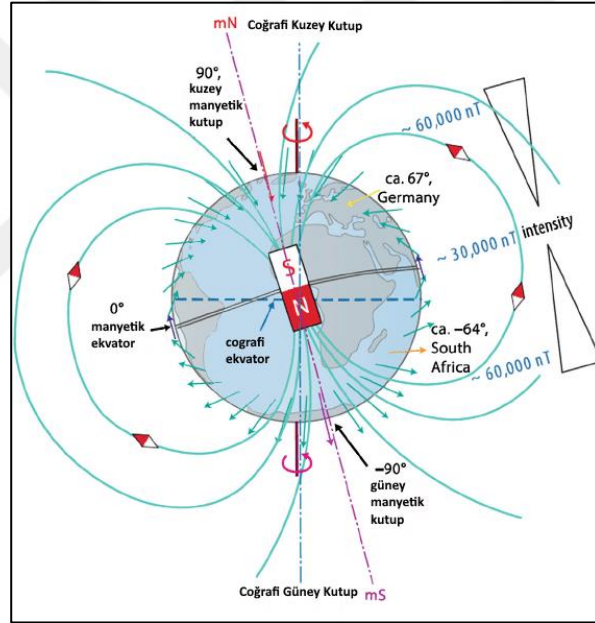 mN
Coğrafi Kuzey Kutup
90°,
kuzey
manyetik
kutup
~ 60,000 nT
ca. 67°,
Germany
~ 30,000 nT
intensity
S
N
0°
manyetik
ekvator
cografi
ekvator
ca. –64°,
South
Africa
~ 60,000 nT
–90°
güney
manyetik
kutup
Coğrafi Güney Kutup
mS